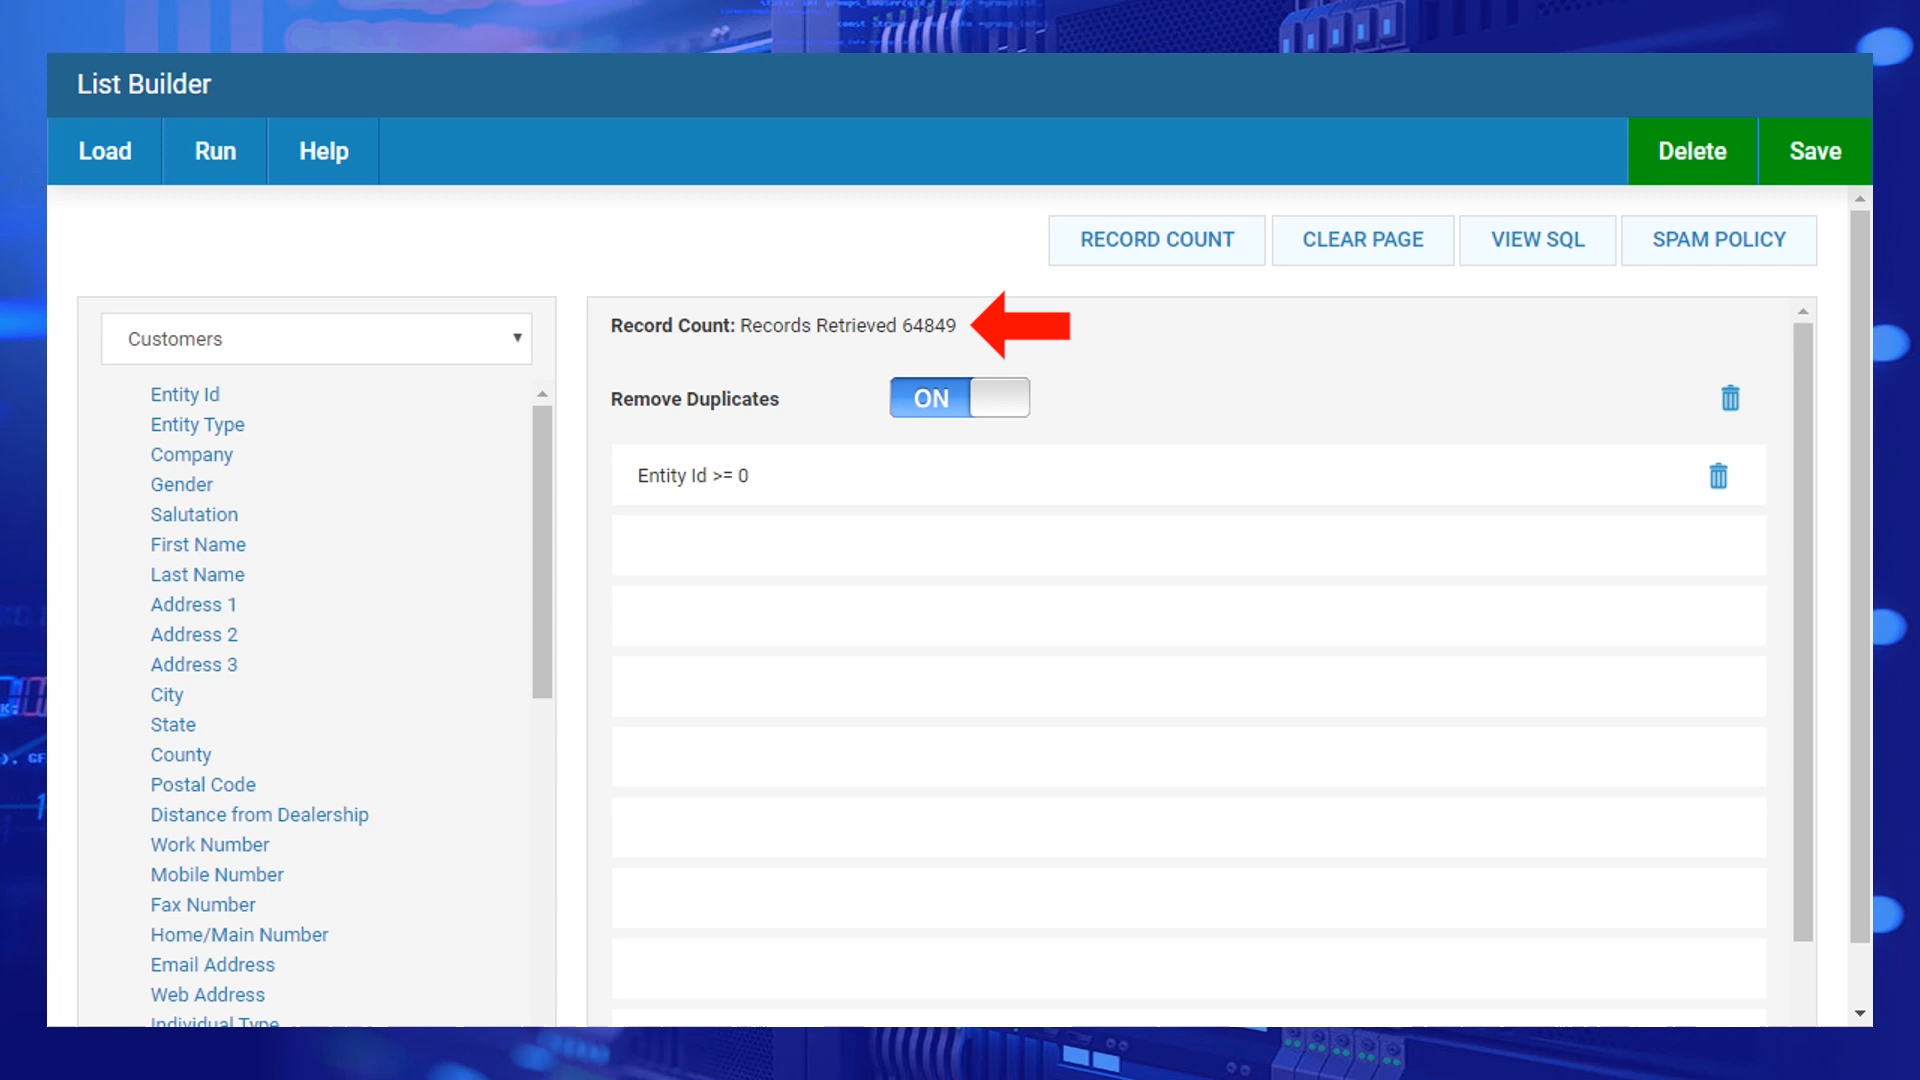 List Builder
Load Run Help Delete Save
RECORD COUNT CLEAR PAGE VIEW SQL SPAM POLICY
Customers
Record Count: Records Retrieved 64849
Remove Duplicates ON
Entity Id >= 0
Entity Id
Entity Type
Company
Gender
Salutation
First Name
Last Name
Address 1
Address 2
Address 3
City
State
County
Postal Code
Distance from Dealership
Work Number
Mobile Number
Fax Number
Home/Main Number
Email Address
Web Address
Individual Type